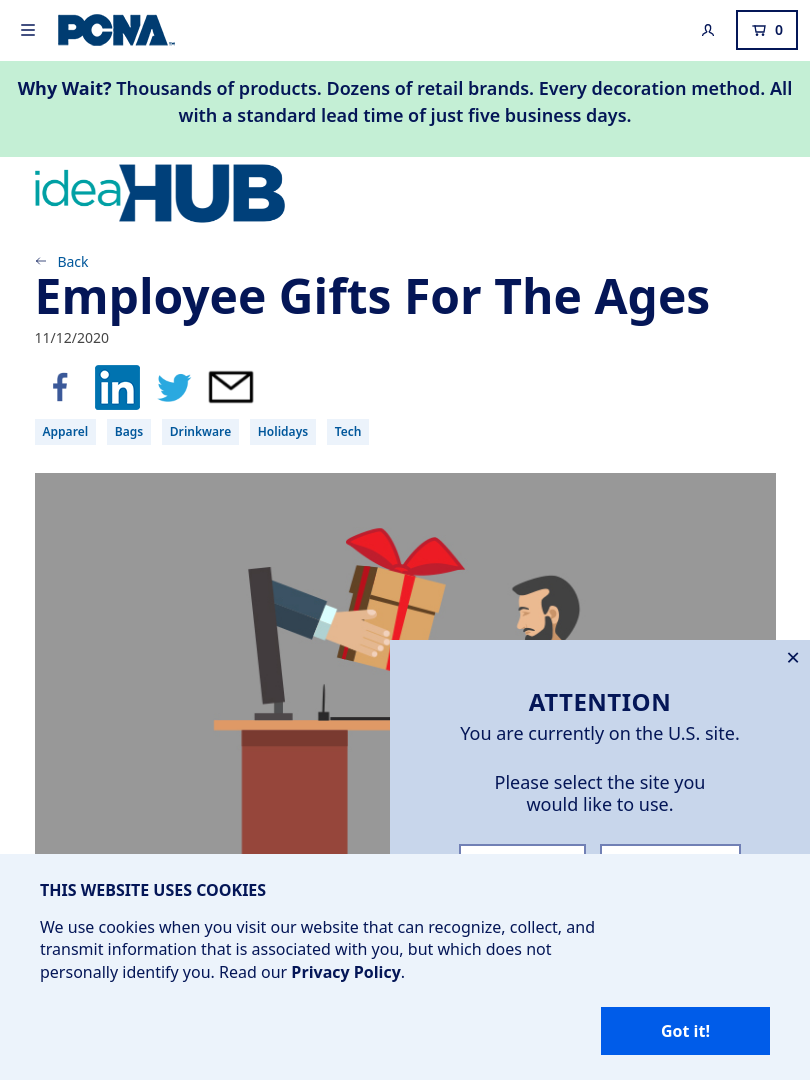 PCNA
0
Why Wait? Thousands of products. Dozens of retail brands. Every decoration method. All
with a standard lead time of just five business days.
ideaHUB
Back
Employee Gifts For The Ages
11/12/2020
Apparel Bags Drinkware Holidays Tech
ATTENTION
You are currently on the U.S. site.
Please select the site you
would like to use.
THIS WEBSITE USES COOKIES
We use cookies when you visit our website that can recognize, collect, and
transmit information that is associated with you, but which does not
personally identify you. Read our Privacy Policy.
Got it!